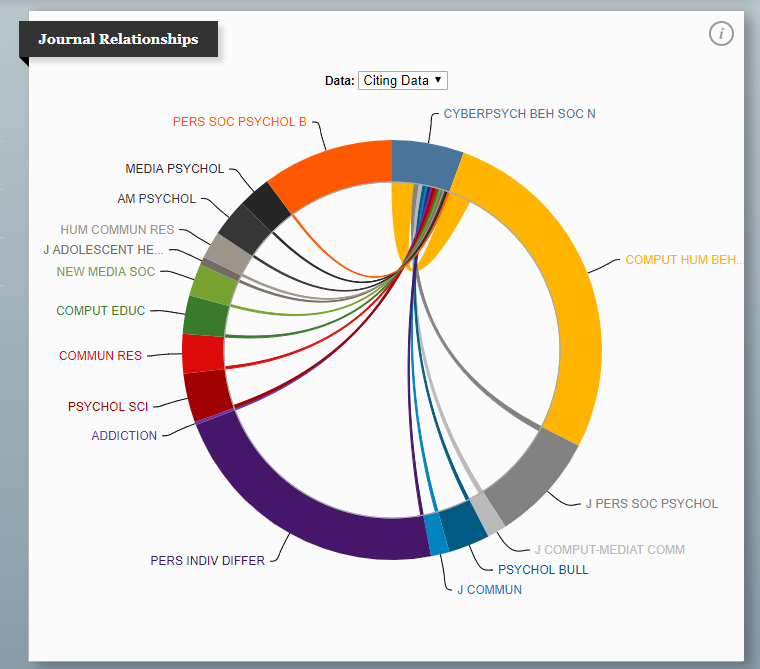 Journal Relationships
i
Data: Citing Data
PERS SOC PSYCHOL B
CYBERPSYCH BEH SOC N
MEDIA PSYCHOL
AM PSYCHOL
HUM COMMUN RES
J ADOLESCENT HE...
NEW MEDIA SOC
COMPUT HUM BEH...
COMPUT EDUC
COMMUN RES
PSYCHOL SCI
ADDICTION
J PERS SOC PSYCHOL
J COMPUT-MEDIAT COMM
PERS INDIV DIFFER
PSYCHOL BULL
J COMMUN